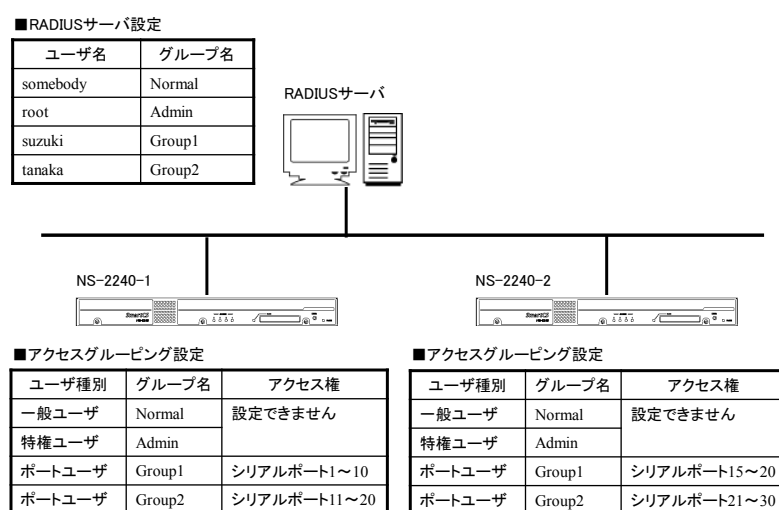 ■RADIUSサーバ設定
ユーザ名 グループ名
somebody Normal
root Admin
suzuki Group1
tanaka Group2
RADIUSサーバ
NS-2240-1
NS-2240-2
SmartCS
SmartCS
■アクセスグルーピング設定
ユーザ種別 グループ名 アクセス権
一般ユーザ Normal 設定できません
特権ユーザ Admin
ポートユーザ Group1 シリアルポート1～10
ポートユーザ Group2 シリアルポート11～20
■アクセスグルーピング設定
ユーザ種別 グループ名 アクセス権
一般ユーザ Normal 設定できません
特権ユーザ Admin
ポートユーザ Group1 シリアルポート15～20
ポートユーザ Group2 シリアルポート21～30